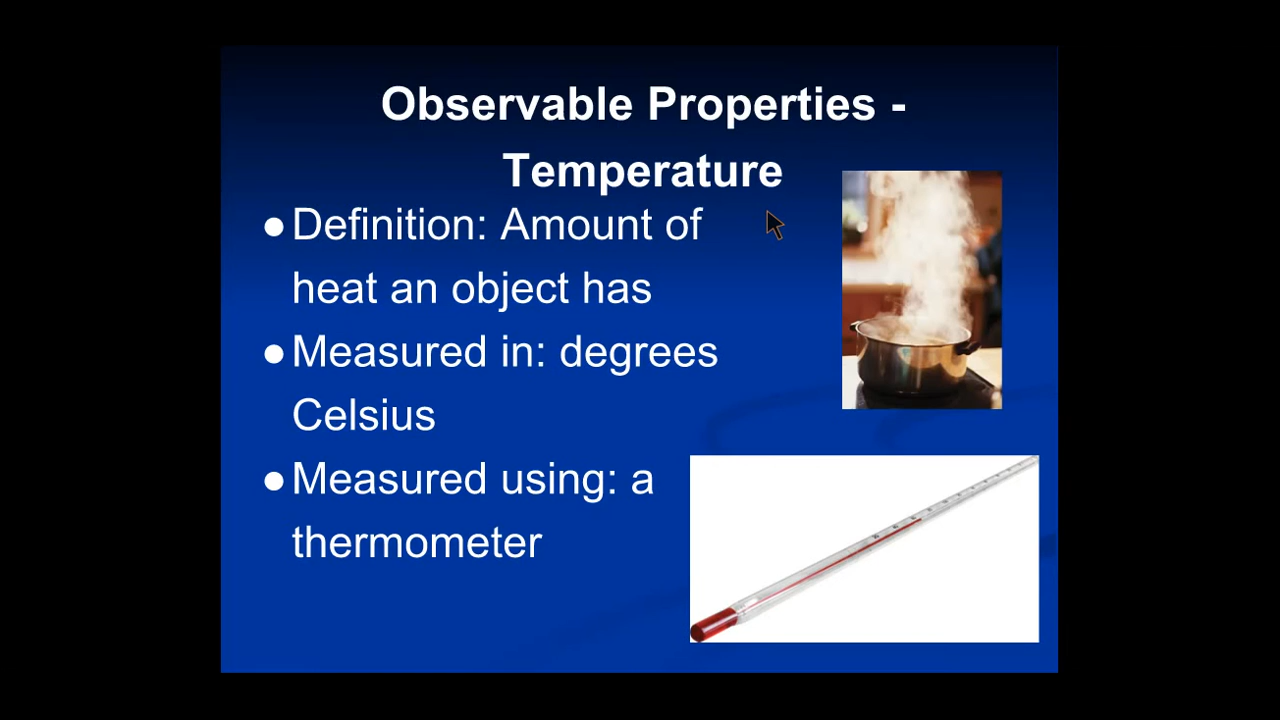 Observable Properties -
Temperature
●Definition: Amount of
heat an object has
●Measured in: degrees
Celsius
●Measured using: a
thermometer